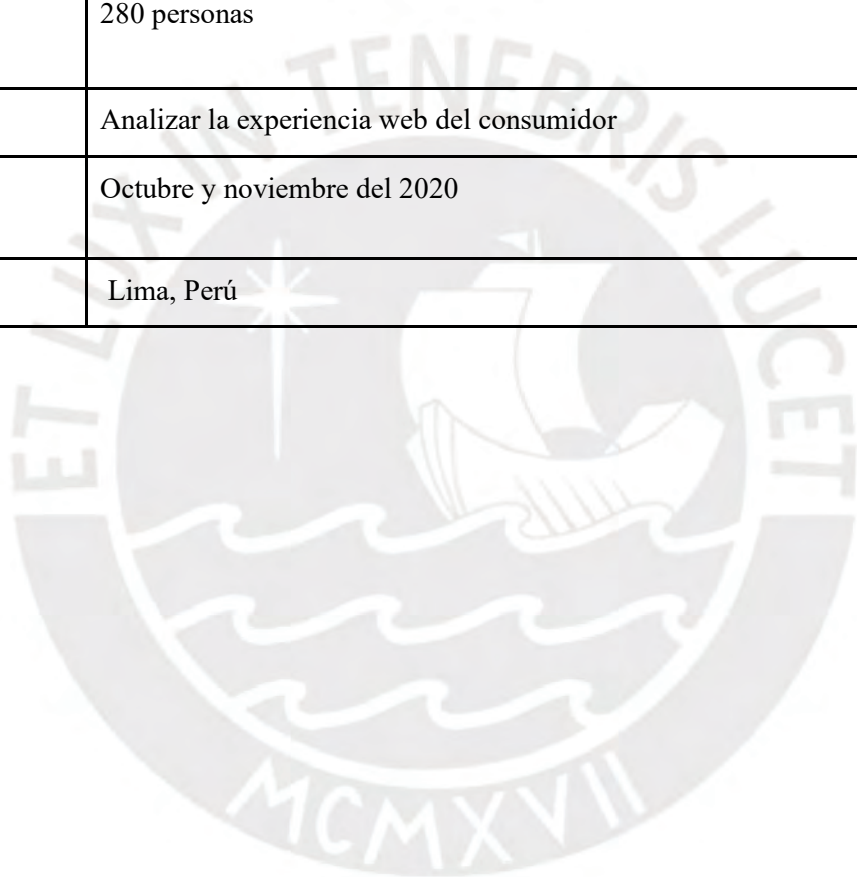 280 personas
Analizar la experiencia web del consumidor
Octubre y noviembre del 2020
Lima, Perú
ET LUX IN TENEBRIS LUCET
MCMXVII